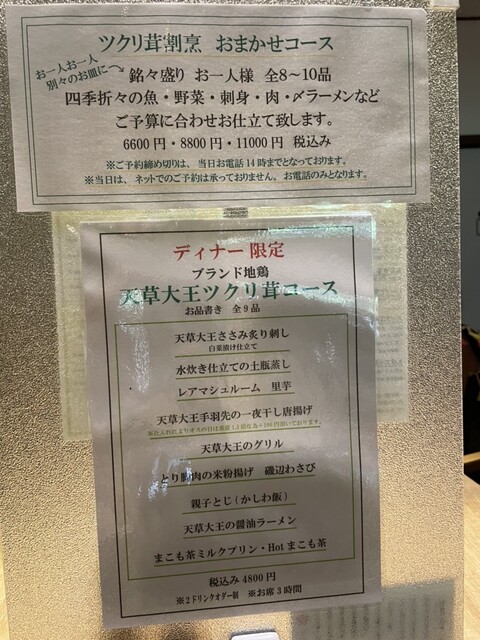 ツクリ茸割烹 おまかせコース
お一人お一人
別々のお皿に
銘々盛り お一人様 全8～10品
四季折々の魚・野菜・刺身・肉・〆ラーメンなど
ご予算に合わせお仕立て致します。
6600円・8800円・11000円 税込み
※ご予約締め切りは、当日お電話14時までとなっております。
※当日は、ネットでのご予約は承っておりません。お電話のみとなります。
ディナー限定
ブランド地鶏
天草大王ツクリ茸コース
お品書き 全9品
天草大王ささみ炙り刺し
白菜漬け仕立て
水炊き仕立ての土瓶蒸し
レアマシュルーム 里芋
天草大王手羽先の一夜干し唐揚げ
天草大王のグリル
とり胸肉の米粉揚げ 磯辺わさび
親子とじ(かしわ飯)
天草大王の醤油ラーメン
まこも茶ミルクプリン・Hotまこも茶
税込み4800円
※2ドリンクオダー制 ※お席3時間